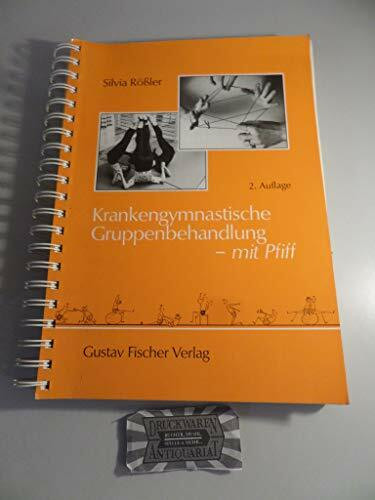 Silvia Rößler
2. Auflage
Krankengymnastische
Gruppenbehandlung
– mit Pfiff
Gustav Fischer Verlag
DRUCKWAREN
ANTIQUARIAT